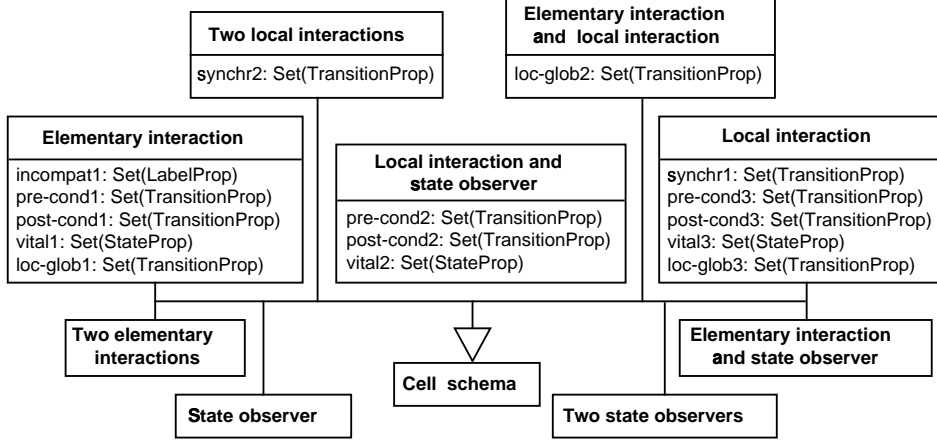 Two local interactions
synchr2: Set(TransitionProp)
Elementary interaction
and local interaction
loc-glob2: Set(TransitionProp)
Elementary interaction
incompat1: Set(LabelProp)
pre-cond1: Set(TransitionProp)
post-cond1: Set(TransitionProp)
vital1: Set(StateProp)
loc-glob1: Set(TransitionProp)
Local interaction and
state observer
pre-cond2: Set(TransitionProp)
post-cond2: Set(TransitionProp)
vital2: Set(StateProp)
Local interaction
synchr1: Set(TransitionProp)
pre-cond3: Set(TransitionProp)
post-cond3: Set(TransitionProp)
vital3: Set(StateProp)
loc-glob3: Set(TransitionProp)
Two elementary
interactions
Elementary interaction
and state observer
Cell schema
State observer
Two state observers